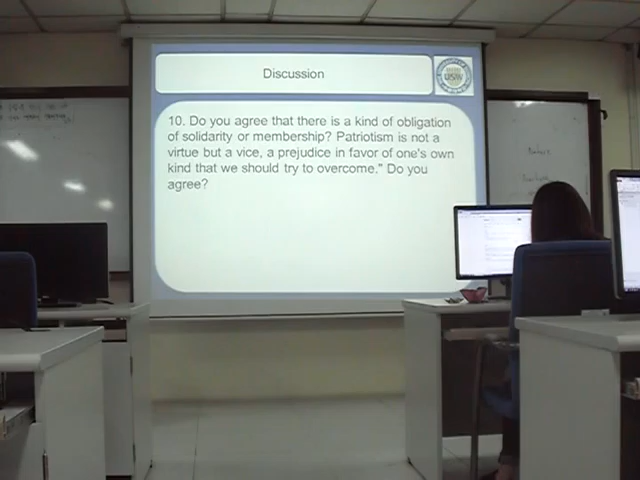 Discussion
10. Do you agree that there is a kind of obligation
of solidarity or membership? Patriotism is not a
virtue but a vice, a prejudice in favor of one's own
kind that we should try to overcome." Do you
agree?